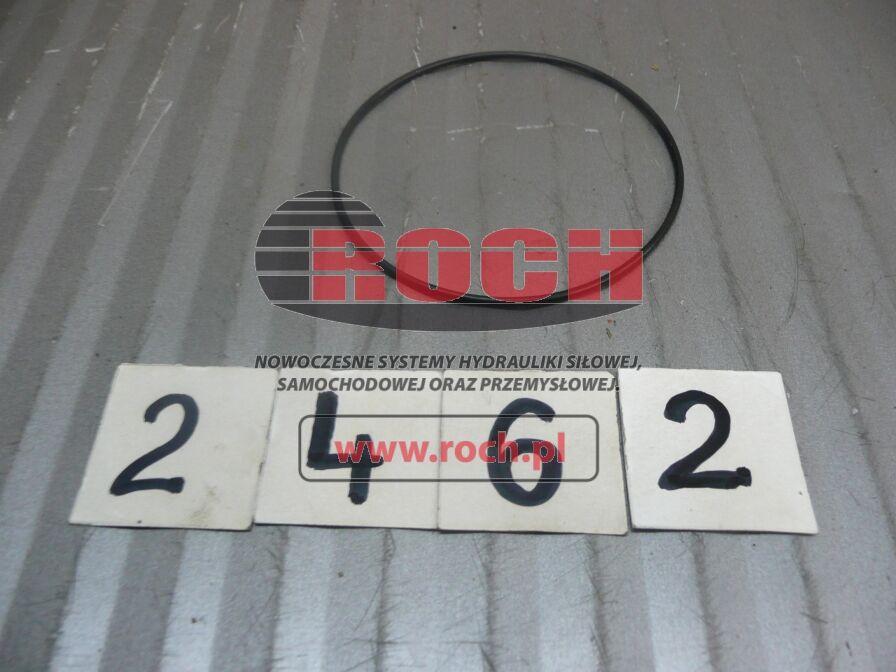 ROCH
NOWOCZESNE SYSTEMY HYDRAULIKI SIŁOWEJ,
SAMOCHODOWEJ ORAZ PRZEMYSŁOWEJ.
2 4 6 2
www.roch.pl